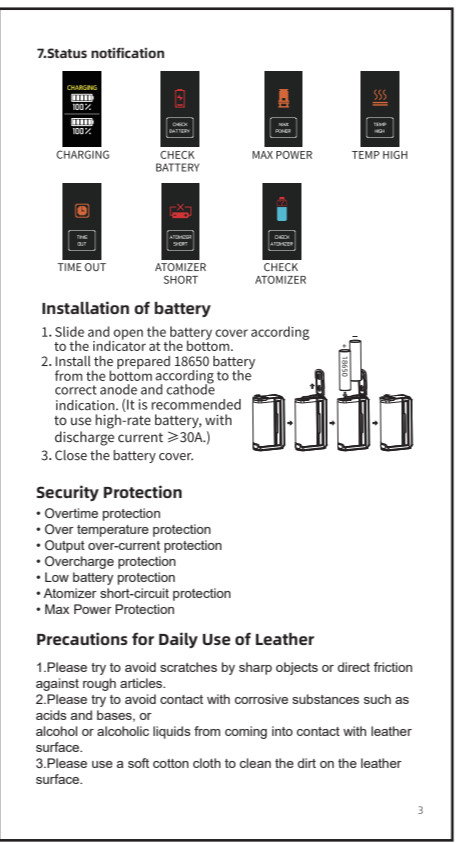 7.Status notification
CHARGING
100%
100%
CHECK
BATTERY
MAX
POWER
TEMP
HIGH
CHARGING
CHECK
BATTERY
MAX POWER
TEMP HIGH
TIME
OUT
ATOMIZER
SHORT
CHECK
ATOMIZER
TIME OUT
ATOMIZER
SHORT
CHECK
ATOMIZER
Installation of battery
1. Slide and open the battery cover according
to the indicator at the bottom.
2. Install the prepared 18650 battery
from the bottom according to the
correct anode and cathode
indication. (It is recommended
to use high-rate battery, with
discharge current ≥30A.)
3. Close the battery cover.
18650
Security Protection
• Overtime protection
• Over temperature protection
• Output over-current protection
• Overcharge protection
• Low battery protection
• Atomizer short-circuit protection
• Max Power Protection
Precautions for Daily Use of Leather
1.Please try to avoid scratches by sharp objects or direct friction
against rough articles.
2.Please try to avoid contact with corrosive substances such as
acids and bases, or
alcohol or alcoholic liquids from coming into contact with leather
surface.
3.Please use a soft cotton cloth to clean the dirt on the leather
surface.
3